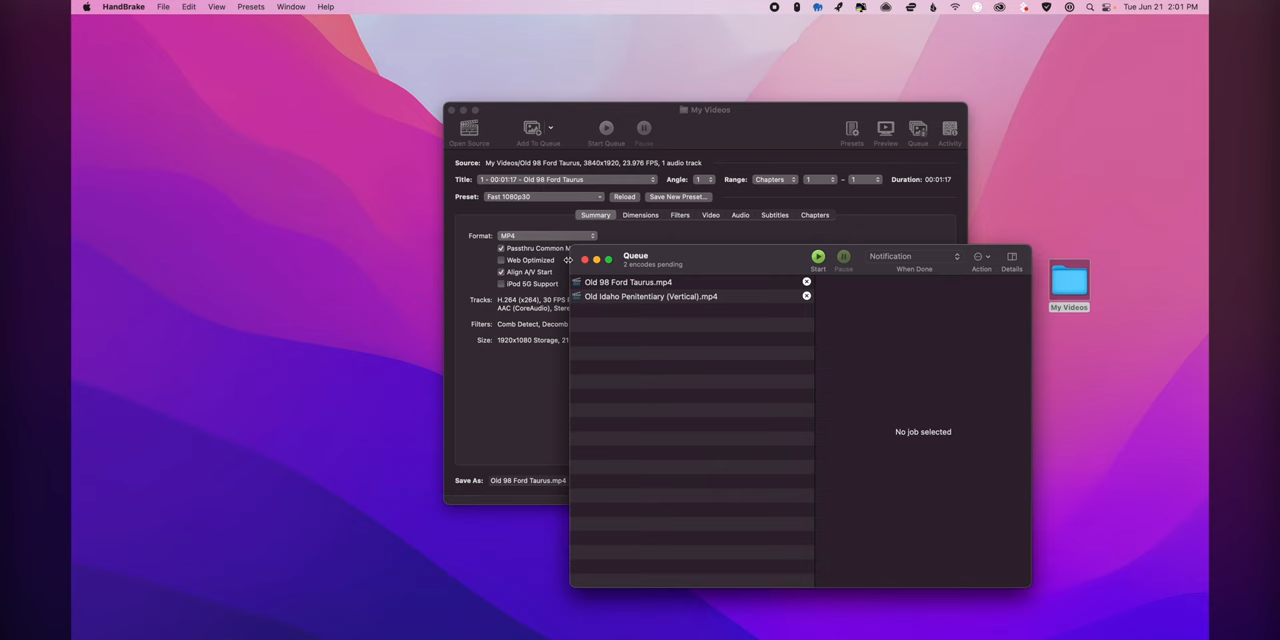 HandBrake File Edit View Presets Window Help
Tue Jun 21 2:01 PM
My Videos
Open Source Add To Queue Start Queue Pause Presets Preview Queue Activity
Source: My Videos/Old 98 Ford Taurus, 3840x1920, 23.976 FPS, 1 audio track
Title: 1 - 00:01:17 - Old 98 Ford Taurus Angle: 1 Range: Chapters 1 - 1 Duration: 00:01:17
Preset: Fast 1080p30 Reload Save New Preset...
Summary Dimensions Filters Video Audio Subtitles Chapters
Format: MP4
Passthru Common M
Web Optimized
Align A/V Start
iPod 5G Support
Tracks: H.264 (x264), 30 FPS
AAC (CoreAudio), Stere
Filters: Comb Detect, Decomb
Size: 1920x1080 Storage, 21
Save As: Old 98 Ford Taurus.mp4
Queue
2 encodes pending
Start Pause
Notification
When Done
Action Details
Old 98 Ford Taurus.mp4
Old Idaho Penitentiary (Vertical).mp4
No job selected
My Videos